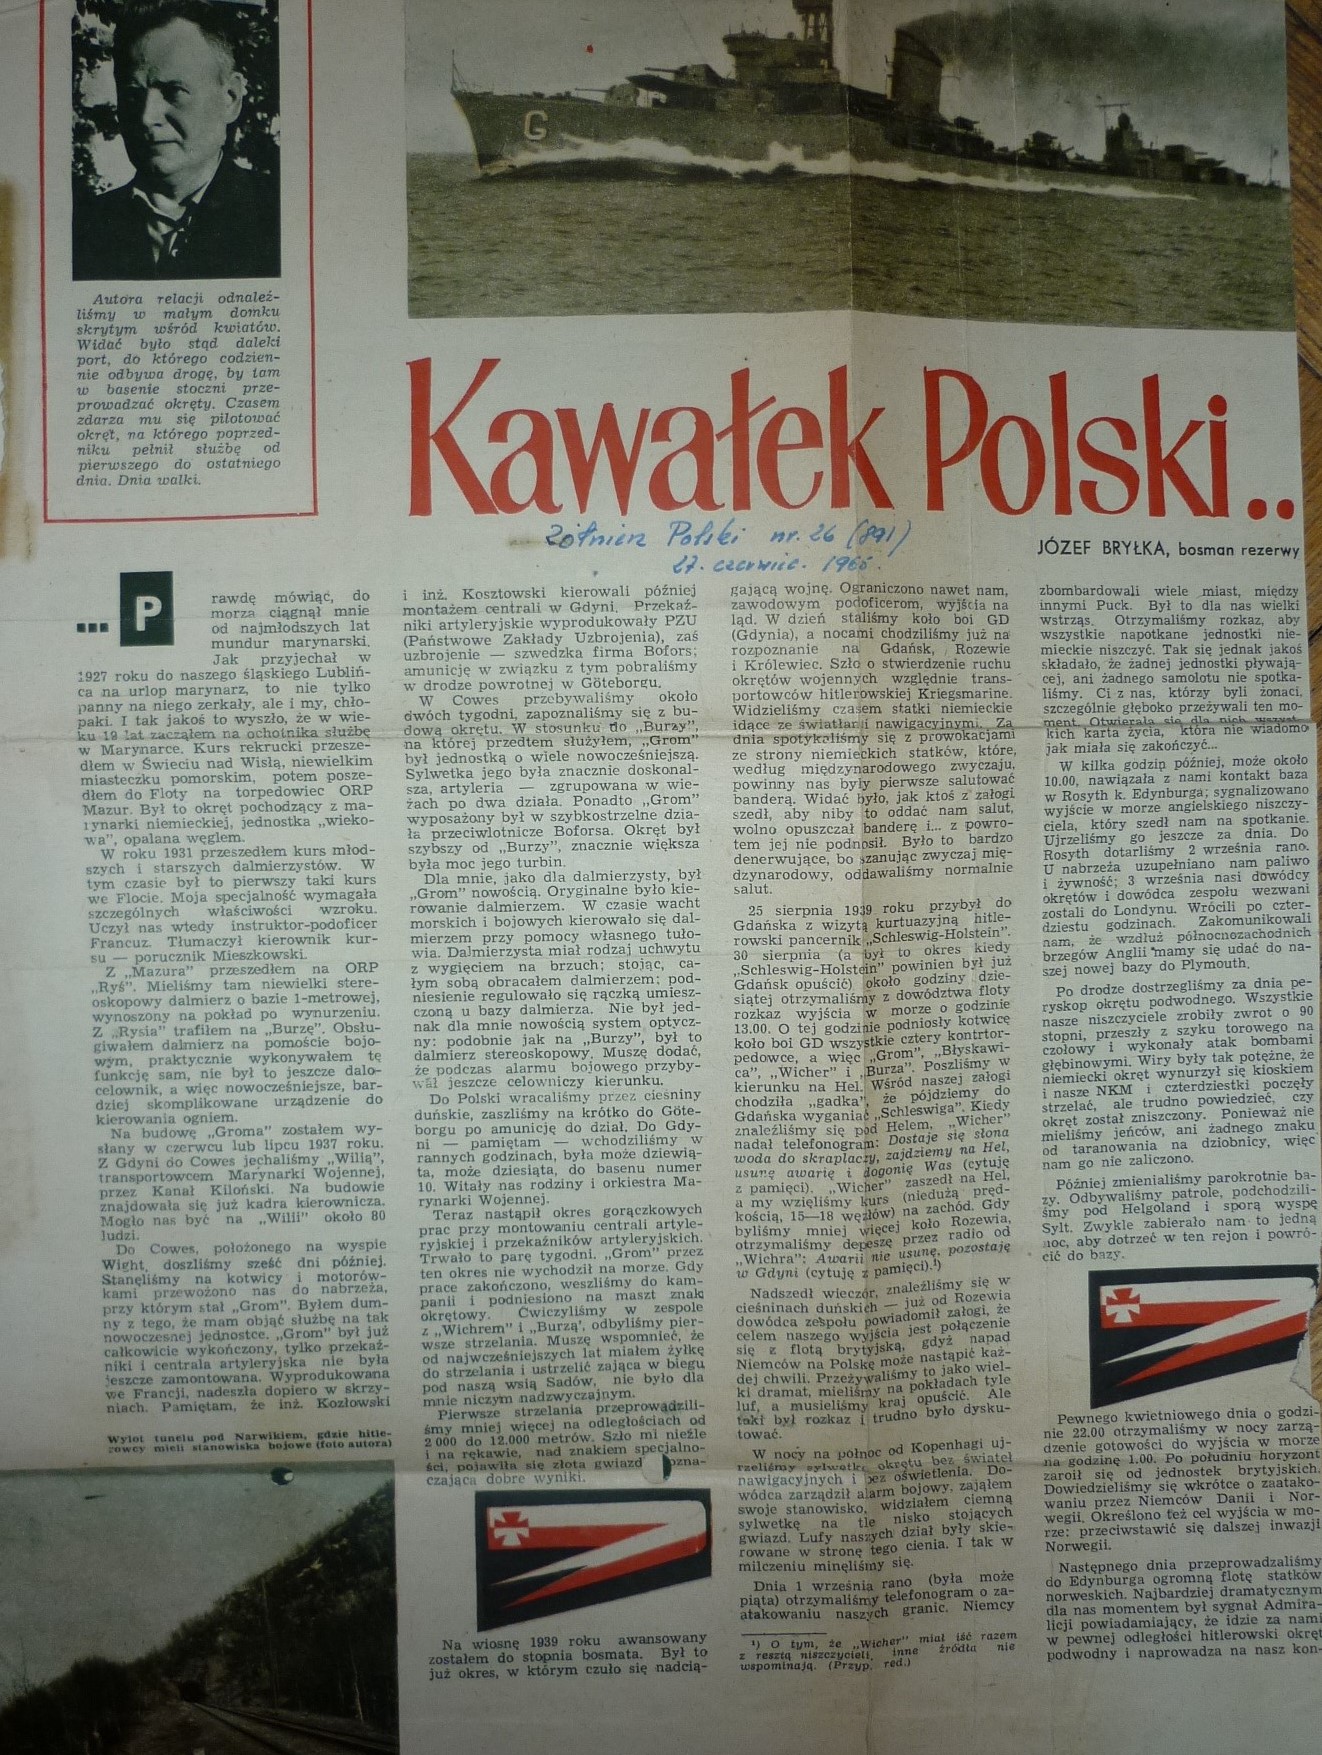 G
Autora relacji odnaleź-
liśmy w małym domku
skrytym wśród kwiatów.
Widać było stąd daleki
port, do którego codzien-
nie odbywa drogę, by tam
w basenie stoczni prze-
prowadzać okręty. Czasem
zdarza mu się pilotować
okręt, na którego poprzed-
niku pełnił służbę od
pierwszego do ostatniego
dnia. Dnia walki.
Kawałek Polski..
Żołnierz Polski nr. 26 (891)
27. czerwiec. 1965.
JÓZEF BRYŁKA, bosman rezerwy
... P
rawdę mówiąc, do
morza ciągnął mnie
od najmłodszych lat
mundur marynarski.
Jak przyjechał w
1927 roku do naszego śląskiego Lubliń-
ca na urlop marynarz, to nie tylko
panny na niego zerkały, ale i my, chło-
paki. I tak jakoś to wyszło, że w wie-
ku 19 lat zacząłem na ochotnika służbę
w Marynarce. Kurs rekrucki przesze-
dłem w Świeciu nad Wisłą, niewielkim
miasteczku pomorskim, potem posze-
dłem do Floty na torpedowiec ORP
Mazur. Był to okręt pochodzący z ma-
rynarki niemieckiej, jednostka „wieko-
wa", opalana węglem.
W roku 1931 przeszedłem kurs młod-
szych i starszych dalmierzystów. W
tym czasie był to pierwszy taki kurs
we Flocie. Moja specjalność wymagała
szczególnych właściwości wzroku.
Uczył nas wtedy instruktor-podoficer
Francuz. Tłumaczył kierownik kur-
su — porucznik Mieszkowski.
Z „Mazura" przeszedłem na ORP
„Ryś". Mieliśmy tam niewielki stere-
oskopowy dalmierz o bazie 1-metrowej,
wynoszony na pokład po wynurzeniu.
Z „Rysia" trafiłem na „Burzę". Obsłu-
giwałem dalmierz na pomoście bojo-
wym, praktycznie wykonywałem tę
funkcję sam, nie był to jeszcze dalo-
celownik, a więc nowocześniejsze, bar-
dziej skomplikowane urządzenie do
kierowania ogniem.
Na budowę „Groma" zostałem wy-
słany w czerwcu lub lipcu 1937 roku.
Z Gdyni do Cowes jechaliśmy „Wilią",
transportowcem Marynarki Wojennej,
przez Kanał Kiloński. Na budowie
znajdowała się już kadra kierownicza.
Mogło nas być na „Willi" około 80
ludzi.
Do Cowes, położonego na wyspie
Wight, doszliśmy sześć dni później.
Stanęliśmy na kotwicy i motorów-
kami przewożono nas do nabrzeża,
przy którym stał „Grom". Byłem dum-
ny z tego, że mam objąć służbę na tak
nowoczesnej jednostce. „Grom" był już
całkowicie wykończony, tylko przekaź-
niki i centrala artyleryjska nie była
jeszcze zamontowana. Wyprodukowana
we Francji, nadeszła dopiero w skrzy-
niach. Pamiętam, że inż. Kozłowski
Wylot tunelu pod Narwikiem, gdzie hitle-
rowcy mieli stanowiska bojowe (foto autora)
i inż. Kosztowski kierowali później
montażem centrali w Gdyni. Przekaź-
niki artyleryjskie wyprodukowały PZU
(Państwowe Zakłady Uzbrojenia), zaś
uzbrojenie — szwedzka firma Bofors;
amunicję w związku z tym pobraliśmy
w drodze powrotnej w Göteborgu.
W Cowes przebywaliśmy około
dwóch tygodni, zapoznaliśmy się z bu-
dową okrętu. W stosunku do „Burzy",
na której przedtem służyłem, „Grom"
był jednostką o wiele nowocześniejszą.
Sylwetka jego była znacznie doskonal-
sza, artyleria — zgrupowana w wie-
żach po dwa działa. Ponadto „Grom"
wyposażony był w szybkostrzelne dzia-
ła przeciwlotnicze Boforsa. Okręt był
szybszy od „Burzy", znacznie większa
była moc jego turbin.
Dla mnie, jako dla dalmierzysty, był
„Grom" nowością. Oryginalne było kie-
rowanie dalmierzem. W czasie wacht
morskich i bojowych kierowało się dal-
mierzem przy pomocy własnego tuło-
wia. Dalmierzysta miał rodzaj uchwytu
z wygięciem na brzuch; stojąc, ca-
łym sobą obracałem dalmierzem; pod-
niesienie regulowało się rączką umiesz-
czoną u bazy dalmierza. Nie był jed-
nak dla mnie nowością system optycz-
ny: podobnie jak na „Burzy", był to
dalmierz stereoskopowy. Muszę dodać,
że podczas alarmu bojowego przyby-
wał jeszcze celowniczy kierunku.
Do Polski wracaliśmy przez cieśniny
duńskie, zaszliśmy na krótko do Göte-
borgu po amunicję do dział. Do Gdy-
ni — pamiętam — wchodziliśmy w
rannych godzinach, była może dziewią-
ta, może dziesiąta, do basenu numer
10. Witały nas rodziny i orkiestra Ma-
rynarki Wojennej.
Teraz nastąpił okres gorączkowych
prac przy montowaniu centrali artyle-
ryjskiej i przekaźników artyleryjskich.
Trwało to parę tygodni. „Grom" przez
ten okres nie wychodził na morze. Gdy
prace zakończono, weszliśmy do kam-
panii i podniesiono na maszt znak
okrętowy. Ćwiczyliśmy w zespole
z „Wichrem" i „Burzą', odbyliśmy pier-
wsze strzelania. Muszę wspomnieć, że
od najwcześniejszych lat miałem żyłkę
do strzelania i ustrzelić zająca w biegu
pod naszą wsią Sadów, nie było dla
mnie niczym nadzwyczajnym.
Pierwsze strzelania przeprowadzili-
śmy mniej więcej na odległościach od
2 000 do 12.000 metrów. Szło mi nieźle
i na rękawie, nad znakiem specjalno-
ści, pojawiła się złota gwiazd ozna-
czająca dobre wyniki.
Na wiosnę 1939 roku awansowany
zostałem do stopnia bosmata. Był to
już okres, w którym czuło się nadcią-
gającą wojnę. Ograniczono nawet nam,
zawodowym podoficerom, wyjścia na
ląd. W dzień staliśmy koło boi GD
(Gdynia), a nocami chodziliśmy już na
rozpoznanie na Gdańsk, Rozewie
i Królewiec. Szło o stwierdzenie ruchu
okrętów wojennych względnie trans-
portowców hitlerowskiej Kriegsmarine.
Widzieliśmy czasem statki niemieckie
idące ze światłami nawigacyjnymi. Za
dnia spotykaliśmy się z prowokacjami
ze strony niemieckich statków, które,
według międzynarodowego zwyczaju,
powinny nas były pierwsze salutować
banderą. Widać było, jak ktoś z załogi
szedł, aby niby to oddać nam salut,
wolno opuszczał banderę i... z powro-
tem jej nie podnosił. Było to bardzo
denerwujące, bo szanując zwyczaj mię-
dzynarodowy, oddawaliśmy normalnie
salut.
25 sierpnia 1939 roku przybył do
Gdańska z wizytą kurtuazyjną hitle-
rowski pancernik „Schleswig-Holstein".
30 sierpnia (a był to okres kiedy
„Schleswig-Holstein" powinien był już
Gdańsk opuścić) około godziny dzie-
siątej otrzymaliśmy z dowództwa floty
rozkaz wyjścia w morze o godzinie
13.00. O tej godzinie podniosły kotwicę
koło boi GD wszystkie cztery kontrtor-
pedowce, a więc „Grom", „Błyskawi-
ca", „Wicher" i „Burza". Poszliśmy w
kierunku na Hel. Wśród naszej załogi
chodziła „gadka", że pójdziemy do
Gdańska wyganiać „Schleswiga". Kiedy
znaleźliśmy się pod Helem, „Wicher"
nadał telefonogram: Dostaje się słona
woda do skraplaczy, zajdziemy na Hel,
usunę awarię i dogonię Was (cytuję
z pamięci). „Wicher" zaszedł na Hel,
a my wzięliśmy kurs (niedużą pręd-
kością, 15—18 węzłów) na zachód. Gdy
byliśmy mniej więcej koło Rozewia,
otrzymaliśmy depeszę przez radio od
„Wichra": Awarii nie usunę, pozostaję
w Gdyni (cytuję z pamięci).¹)
Nadszedł wieczór, znaleźliśmy się w
cieśninach duńskich — już od Rozewia
dowódca zespołu powiadomił załogi, że
celem naszego wyjścia jest połączenie
się z flotą brytyjską, gdyż napad
Niemców na Polskę może nastąpić każ-
dej chwili. Przeżywaliśmy to jako wiel-
ki dramat, mieliśmy na pokładach tyle
luf, a musieliśmy kraj opuścić. Ale
taki był rozkaz i trudno było dysku-
tować.
W nocy na północ od Kopenhagi uj-
rzeliśmy sylwetkę okrętu bez świateł
nawigacyjnych i bez oświetlenia. Do-
wódca zarządził alarm bojowy, zająłem
swoje stanowisko, widziałem ciemną
sylwetkę na tle nisko stojących
gwiazd. Lufy naszych dział były skie-
rowane w stronę tego cienia. I tak w
milczeniu minęliśmy się.
Dnia 1 września rano (była może
piąta) otrzymaliśmy telefonogram o za-
atakowaniu naszych granic. Niemcy
¹) O tym, że „Wicher" miał iść razem
z resztą niszczycieli, inne źródła nie
wspominają. (Przyp. red.)
zbombardowali wiele miast, między
innymi Puck. Był to dla nas wielki
wstrząs. Otrzymaliśmy rozkaz, aby
wszystkie napotkane jednostki nie-
mieckie niszczyć. Tak się jednak jakoś
składało, że żadnej jednostki pływają-
cej, ani żadnego samolotu nie spotka-
liśmy. Ci z nas, którzy byli żonaci,
szczególnie głęboko przeżywali ten mo-
ment. Otwierała się dla nich wszyst-
kich karta życia, która nie wiadomo
jak miała się zakończyć...
W kilka godzin później, może około
10.00, nawiązała z nami kontakt baza
w Rosyth k. Edynburga; sygnalizowano
wyjście w morze angielskiego niszczy-
ciela, który szedł nam na spotkanie.
Ujrzeliśmy go jeszcze za dnia. Do
Rosyth dotarliśmy 2 września rano.
U nabrzeża uzupełniano nam paliwo
i żywność; 3 września nasi dowódcy
okrętów i dowódca zespołu wezwani
zostali do Londynu. Wrócili po czter-
dziestu godzinach. Zakomunikowali
nam, że wzdłuż północnozachodnich
brzegów Anglii mamy się udać do na-
szej nowej bazy do Plymouth.
Po drodze dostrzegliśmy za dnia pe-
ryskop okrętu podwodnego. Wszystkie
nasze niszczyciele zrobiły zwrot o 90
stopni, przeszły z szyku torowego na
czołowy i wykonały atak bombami
głębinowymi. Wiry były tak potężne, że
niemiecki okręt wynurzył się kioskiem
i nasze NKM i czterdziestki poczęły
strzelać, ale trudno powiedzieć, czy
okręt został zniszczony. Ponieważ nie
mieliśmy jeńców, ani żadnego znaku
od taranowania na dziobnicy, więc
nam go nie zaliczono.
Później zmienialiśmy parokrotnie ba-
zy. Odbywaliśmy patrole, podchodzili-
śmy pod Helgoland i sporą wyspę
Sylt. Zwykle zabierało nam to jedną
noc, aby dotrzeć w ten rejon i powró-
cić do bazy.
Pewnego kwietniowego dnia o godzi-
nie 22.00 otrzymaliśmy w nocy zarzą-
dzenie gotowości do wyjścia w morze
na godzinę 1.00. Po południu horyzont
zaroił się od jednostek brytyjskich.
Dowiedzieliśmy się wkrótce o zaatako-
waniu przez Niemców Danii i Nor-
wegii. Określono też cel wyjścia w mo-
rze: przeciwstawić się dalszej inwazji
Norwegii.
Następnego dnia przeprowadzaliśmy
do Edynburga ogromną flotę statków
norweskich. Najbardziej dramatycznym
dla nas momentem był sygnał Admira-
licji powiadamiający, że idzie za nami
w pewnej odległości hitlerowski okręt
podwodny i naprowadza na nasz kon-